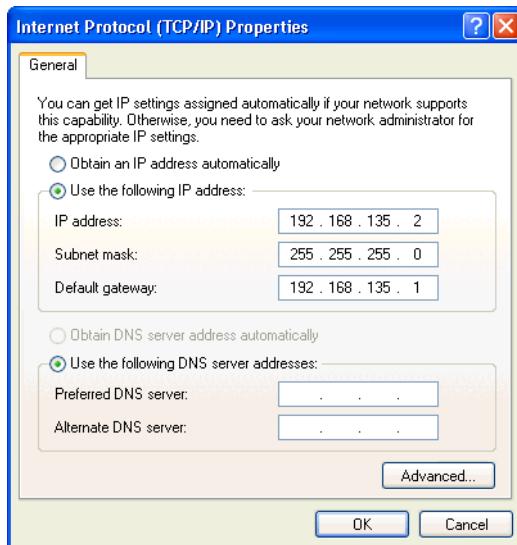 Internet Protocol (TCP/IP) Properties
General
You can get IP settings assigned automatically if your network supports
this capability. Otherwise, you need to ask your network administrator for
the appropriate IP settings.
Obtain an IP address automatically
Use the following IP address:
IP address: 192 . 168 . 135 . 2
Subnet mask: 255 . 255 . 255 . 0
Default gateway: 192 . 168 . 135 . 1
Obtain DNS server address automatically
Use the following DNS server addresses:
Preferred DNS server: . . .
Alternate DNS server: . . .
Advanced...
OK Cancel